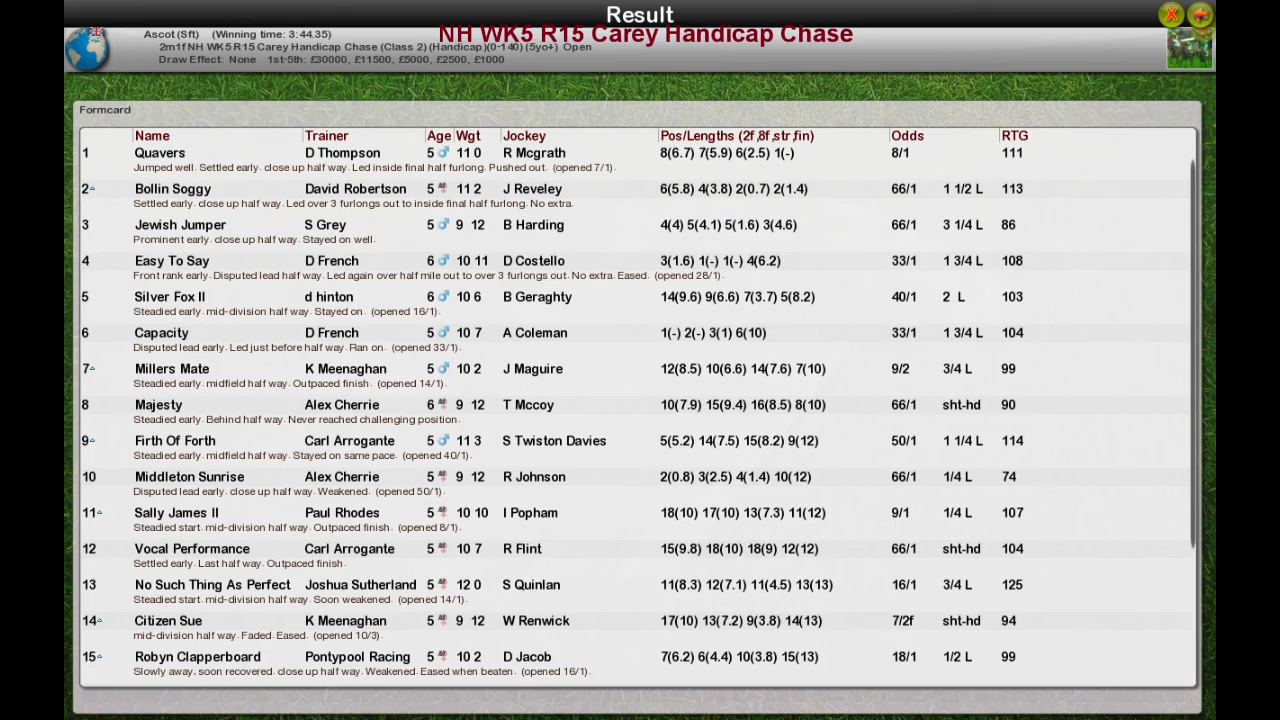 Result
NH WK5 R15 Carey Handicap Chase
Ascot(Sft) (Winning time: 3:44.35)
2m1f NH WK5 R15 Carey Handicap Chase (Class 2) (Handicap)(0-140) (5yo+) Open
Draw Effect: None 1st-5th: £30000, £11500, £5000, £2500, £1000
Formcard
Name Trainer Age Wgt Jockey Pos/Lengths (2f,8f,str,fin) Odds RTG
1 Quavers D Thompson 5 11 0 R Mcgrath 8(6.7) 7(5.9) 6(2.5) 1(-) 8/1 111
Jumped well. Settled early. close up half way. Led inside final half furlong. Pushed out. (opened 7/1).
2 Bollin Soggy David Robertson 5 11 2 J Reveley 6(5.8) 4(3.8) 2(0.7) 2(1.4) 66/1 1 1/2 L 113
Settled early. close up half way. Led over 3 furlongs out to inside final half furlong. No extra.
3 Jewish Jumper S Grey 5 9 12 B Harding 4(4) 5(4.1) 5(1.6) 3(4.6) 66/1 3 1/4 L 86
Prominent early. close up half way. Stayed on well.
4 Easy To Say D French 6 10 11 D Costello 3(1.6) 1(-) 1(-) 4(6.2) 33/1 1 3/4 L 108
Front rank early. Disputed lead half way. Led again over half mile out to over 3 furlongs out. No extra. Eased. (opened 28/1).
5 Silver Fox II d hinton 6 10 6 B Geraghty 14(9.6) 9(6.6) 7(3.7) 5(8.2) 40/1 2 L 103
Steadied early. mid-division half way. Stayed on. (opened 16/1).
6 Capacity D French 5 10 7 A Coleman 1(-) 2(-) 3(1) 6(10) 33/1 1 3/4 L 104
Disputed lead early. Led just before half way. Ran on. (opened 33/1).
7 Millers Mate K Meenaghan 5 10 2 J Maguire 12(8.5) 10(6.6) 14(7.6) 7(10) 9/2 3/4 L 99
Steadied early. midfield half way. Outpaced finish. (opened 14/1).
8 Majesty Alex Cherrie 6 9 12 T Mccoy 10(7.9) 15(9.4) 16(8.5) 8(10) 66/1 sht-hd 90
Steadied early. Behind half way. Never reached challenging position.
9 Firth Of Forth Carl Arrogante 5 11 3 S Twiston Davies 5(5.2) 14(7.5) 15(8.2) 9(12) 50/1 1 1/4 L 114
Steadied early. midfield half way. Stayed on same pace. (opened 40/1).
10 Middleton Sunrise Alex Cherrie 5 9 12 R Johnson 2(0.8) 3(2.5) 4(1.4) 10(12) 66/1 1/4 L 74
Disputed lead early. close up half way. Weakened. (opened 50/1).
11 Sally James II Paul Rhodes 5 10 10 I Popham 18(10) 17(10) 13(7.3) 11(12) 9/1 1/4 L 107
Steadied start. mid-division half way. Outpaced finish. (opened 8/1).
12 Vocal Performance Carl Arrogante 5 10 7 R Flint 15(9.8) 18(10) 18(9) 12(12) 66/1 sht-hd 104
Settled early. Last half way. Outpaced finish.
13 No Such Thing As Perfect Joshua Sutherland 5 12 0 S Quinlan 11(8.3) 12(7.1) 11(4.5) 13(13) 16/1 3/4 L 125
Steadied start. mid-division half way. Soon weakened. (opened 14/1).
14 Citizen Sue K Meenaghan 5 9 12 W Renwick 17(10) 13(7.2) 9(3.8) 14(13) 7/2f sht-hd 94
mid-division half way. Faded. Eased. (opened 10/3).
15 Robyn Clapperboard Pontypool Racing 5 10 2 D Jacob 7(6.2) 6(4.4) 10(3.8) 15(13) 18/1 1/2 L 99
Slowly away, soon recovered. close up half way. Weakened. Eased when beaten. (opened 16/1).